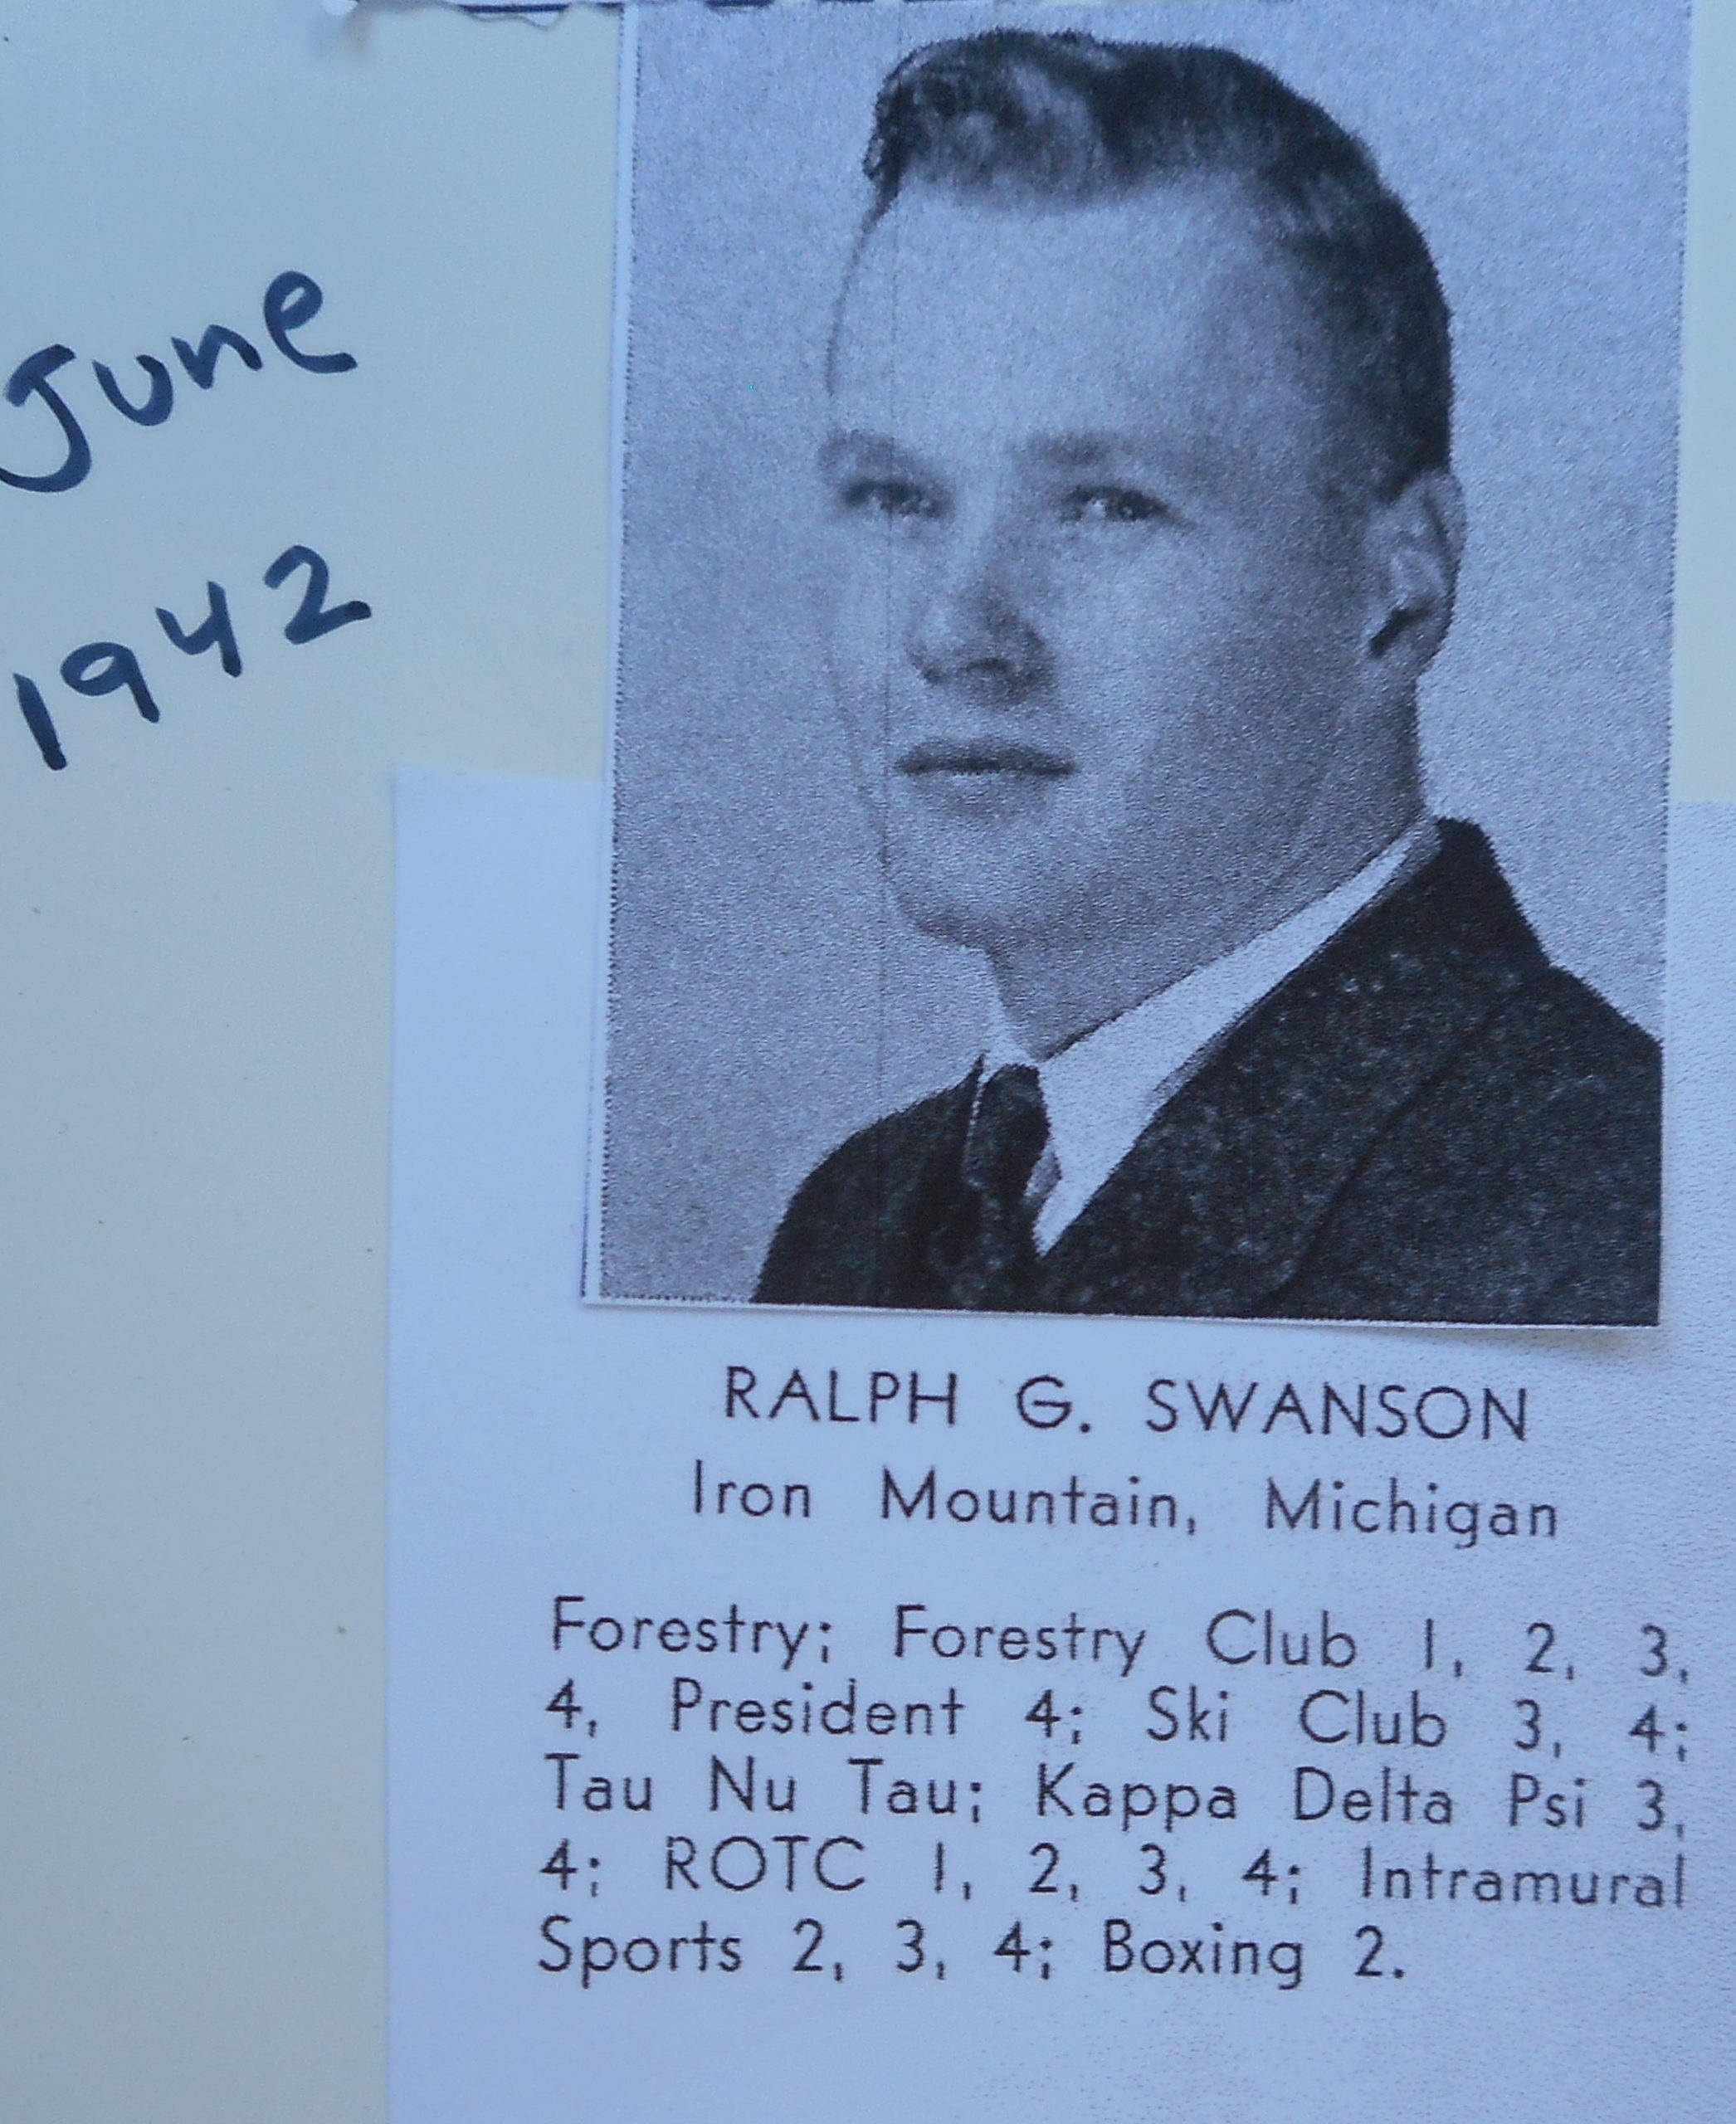 June
1942
RALPH G. SWANSON
Iron Mountain, Michigan
Forestry; Forestry Club 1, 2, 3,
4, President 4; Ski Club 3, 4;
Tau Nu Tau; Kappa Delta Psi 3,
4; ROTC 1, 2, 3, 4; Intramural
Sports 2, 3, 4; Boxing 2.